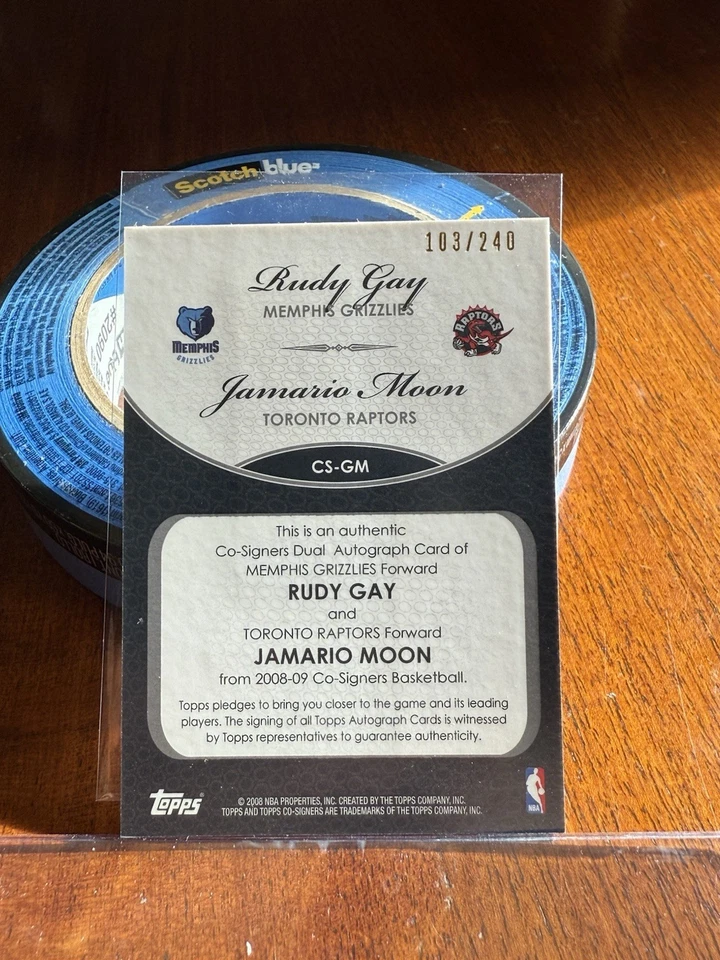 Scotch blue
103/240
Rudy Gay
MEMPHIS GRIZZLIES
MEMPHIS
GRIZZLIES
RAPTORS
Jamario Moon
TORONTO RAPTORS
CS-GM
This is an authentic
Co-Signers Dual Autograph Card of
MEMPHIS GRIZZLIES Forward
RUDY GAY
and
TORONTO RAPTORS Forward
JAMARIO MOON
from 2008-09 Co-Signers Basketball.
Topps pledges to bring you closer to the game and its leading
players. The signing of all Topps Autograph Cards is witnessed
by Topps representatives to guarantee authenticity.
Topps
© 2008 NBA PROPERTIES, INC. CREATED BY THE TOPPS COMPANY, INC.
TOPPS AND TOPPS CO-SIGNERS ARE TRADEMARKS OF THE TOPPS COMPANY, INC.
NBA